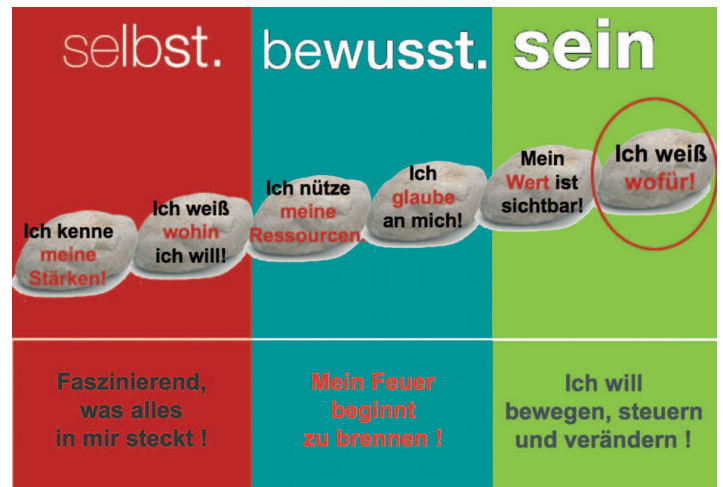 selbst. bewusst. sein
Ich kenne
meine
Stärken!
Ich weiß
wohin
ich will!
Ich nütze
meine
Ressourcen
Ich
glaube
an mich!
Mein
Wert ist
sichtbar!
Ich weiß
wofür!
Faszinierend,
was alles
in mir steckt !
Mein Feuer
beginnt
zu brennen !
Ich will
bewegen, steuern
und verändern !